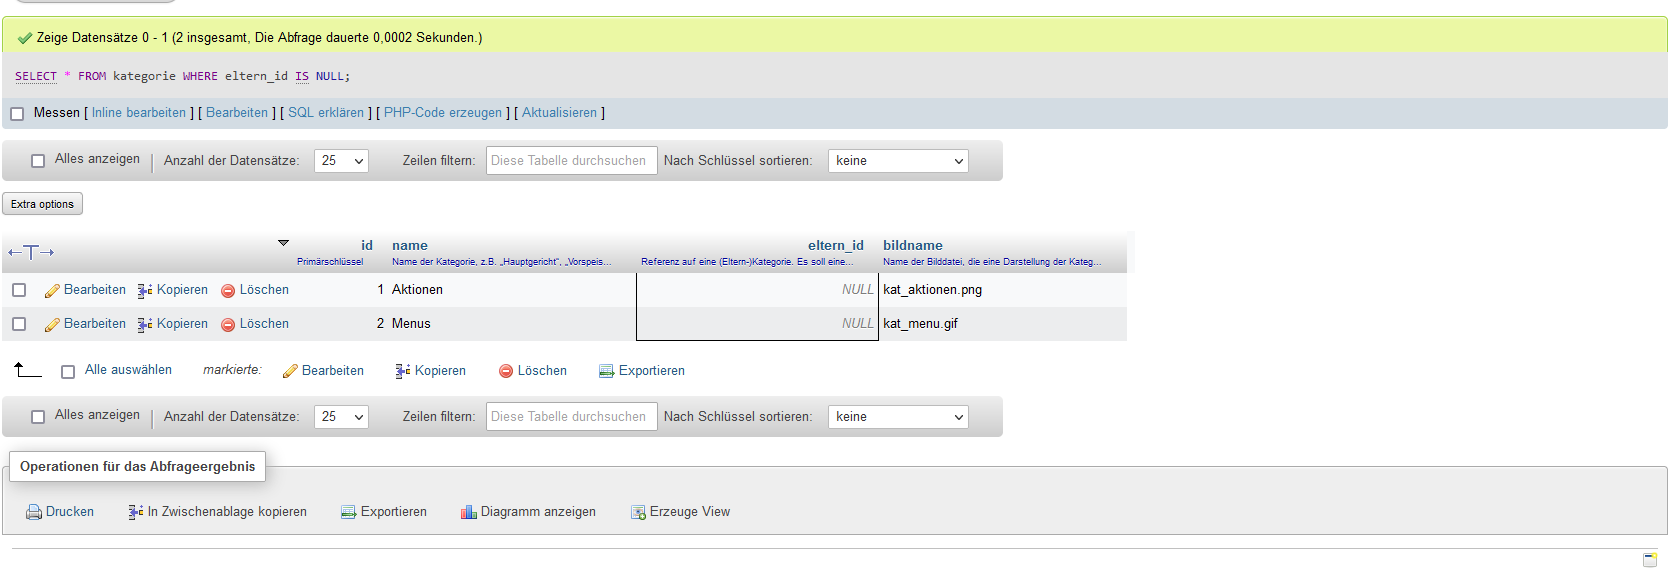 Zeige Datensätze 0 - 1 (2 insgesamt, Die Abfrage dauerte 0,0002 Sekunden.)
SELECT * FROM kategorie WHERE eltern_id IS NULL;
Messen [ Inline bearbeiten ] [ Bearbeiten ] [ SQL erklären ] [ PHP-Code erzeugen ] [ Aktualisieren ]
Alles anzeigen Anzahl der Datensätze: 25 Zeilen filtern: Diese Tabelle durchsuchen Nach Schlüssel sortieren: keine
Extra options
id name eltern_id bildname
Primärschlüssel Name der Kategorie, z.B. „Hauptgericht“, „Vorspeis... Referenz auf eine (Eltern-)Kategorie. Es soll eine... Name der Bilddatei, die eine Darstellung der Kateg...
Bearbeiten Kopieren Löschen 1 Aktionen NULL kat_aktionen.png
Bearbeiten Kopieren Löschen 2 Menus NULL kat_menu.gif
Alle auswählen markierte: Bearbeiten Kopieren Löschen Exportieren
Alles anzeigen Anzahl der Datensätze: 25 Zeilen filtern: Diese Tabelle durchsuchen Nach Schlüssel sortieren: keine
Operationen für das Abfrageergebnis
Drucken In Zwischenablage kopieren Exportieren Diagramm anzeigen Erzeuge View